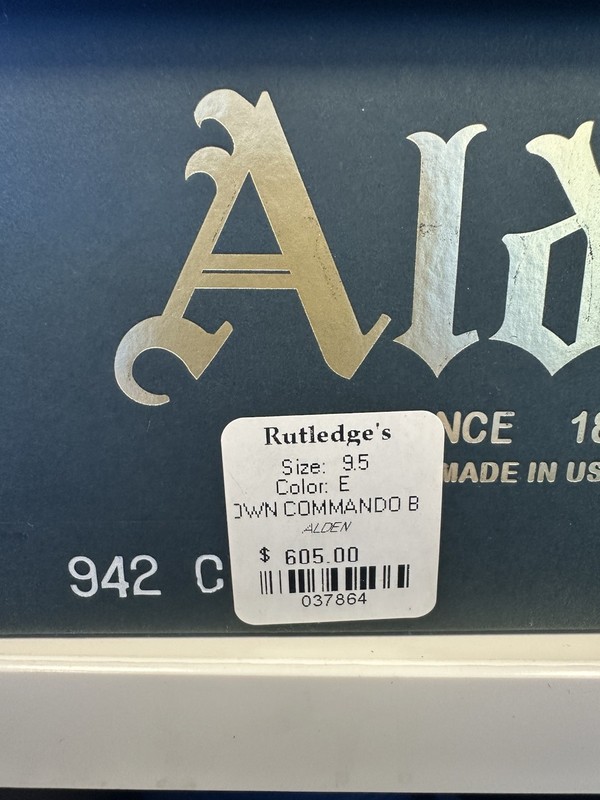 Ald
NCE 18
MADE IN US
Rutledge's
Size: 9.5
Color: E
OWN COMMANDO B
ALDEN
$ 605.00
037864
942 C